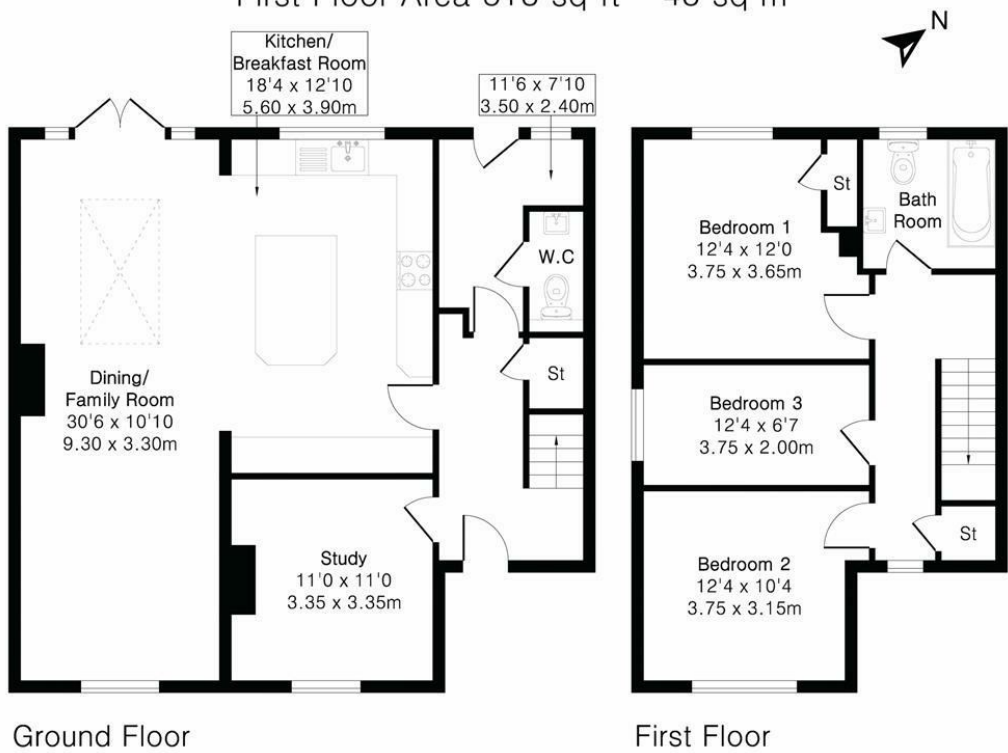 N
Kitchen/
Breakfast Room
18'4 x 12'10
5.60 x 3.90m
11'6 x 7'10
3.50 x 2.40m
W.C
St
Dining/
Family Room
30'6 x 10'10
9.30 x 3.30m
Study
11'0 x 11'0
3.35 x 3.35m
Ground Floor
St
Bath
Room
Bedroom 1
12'4 x 12'0
3.75 x 3.65m
Bedroom 3
12'4 x 6'7
3.75 x 2.00m
Bedroom 2
12'4 x 10'4
3.75 x 3.15m
St
First Floor